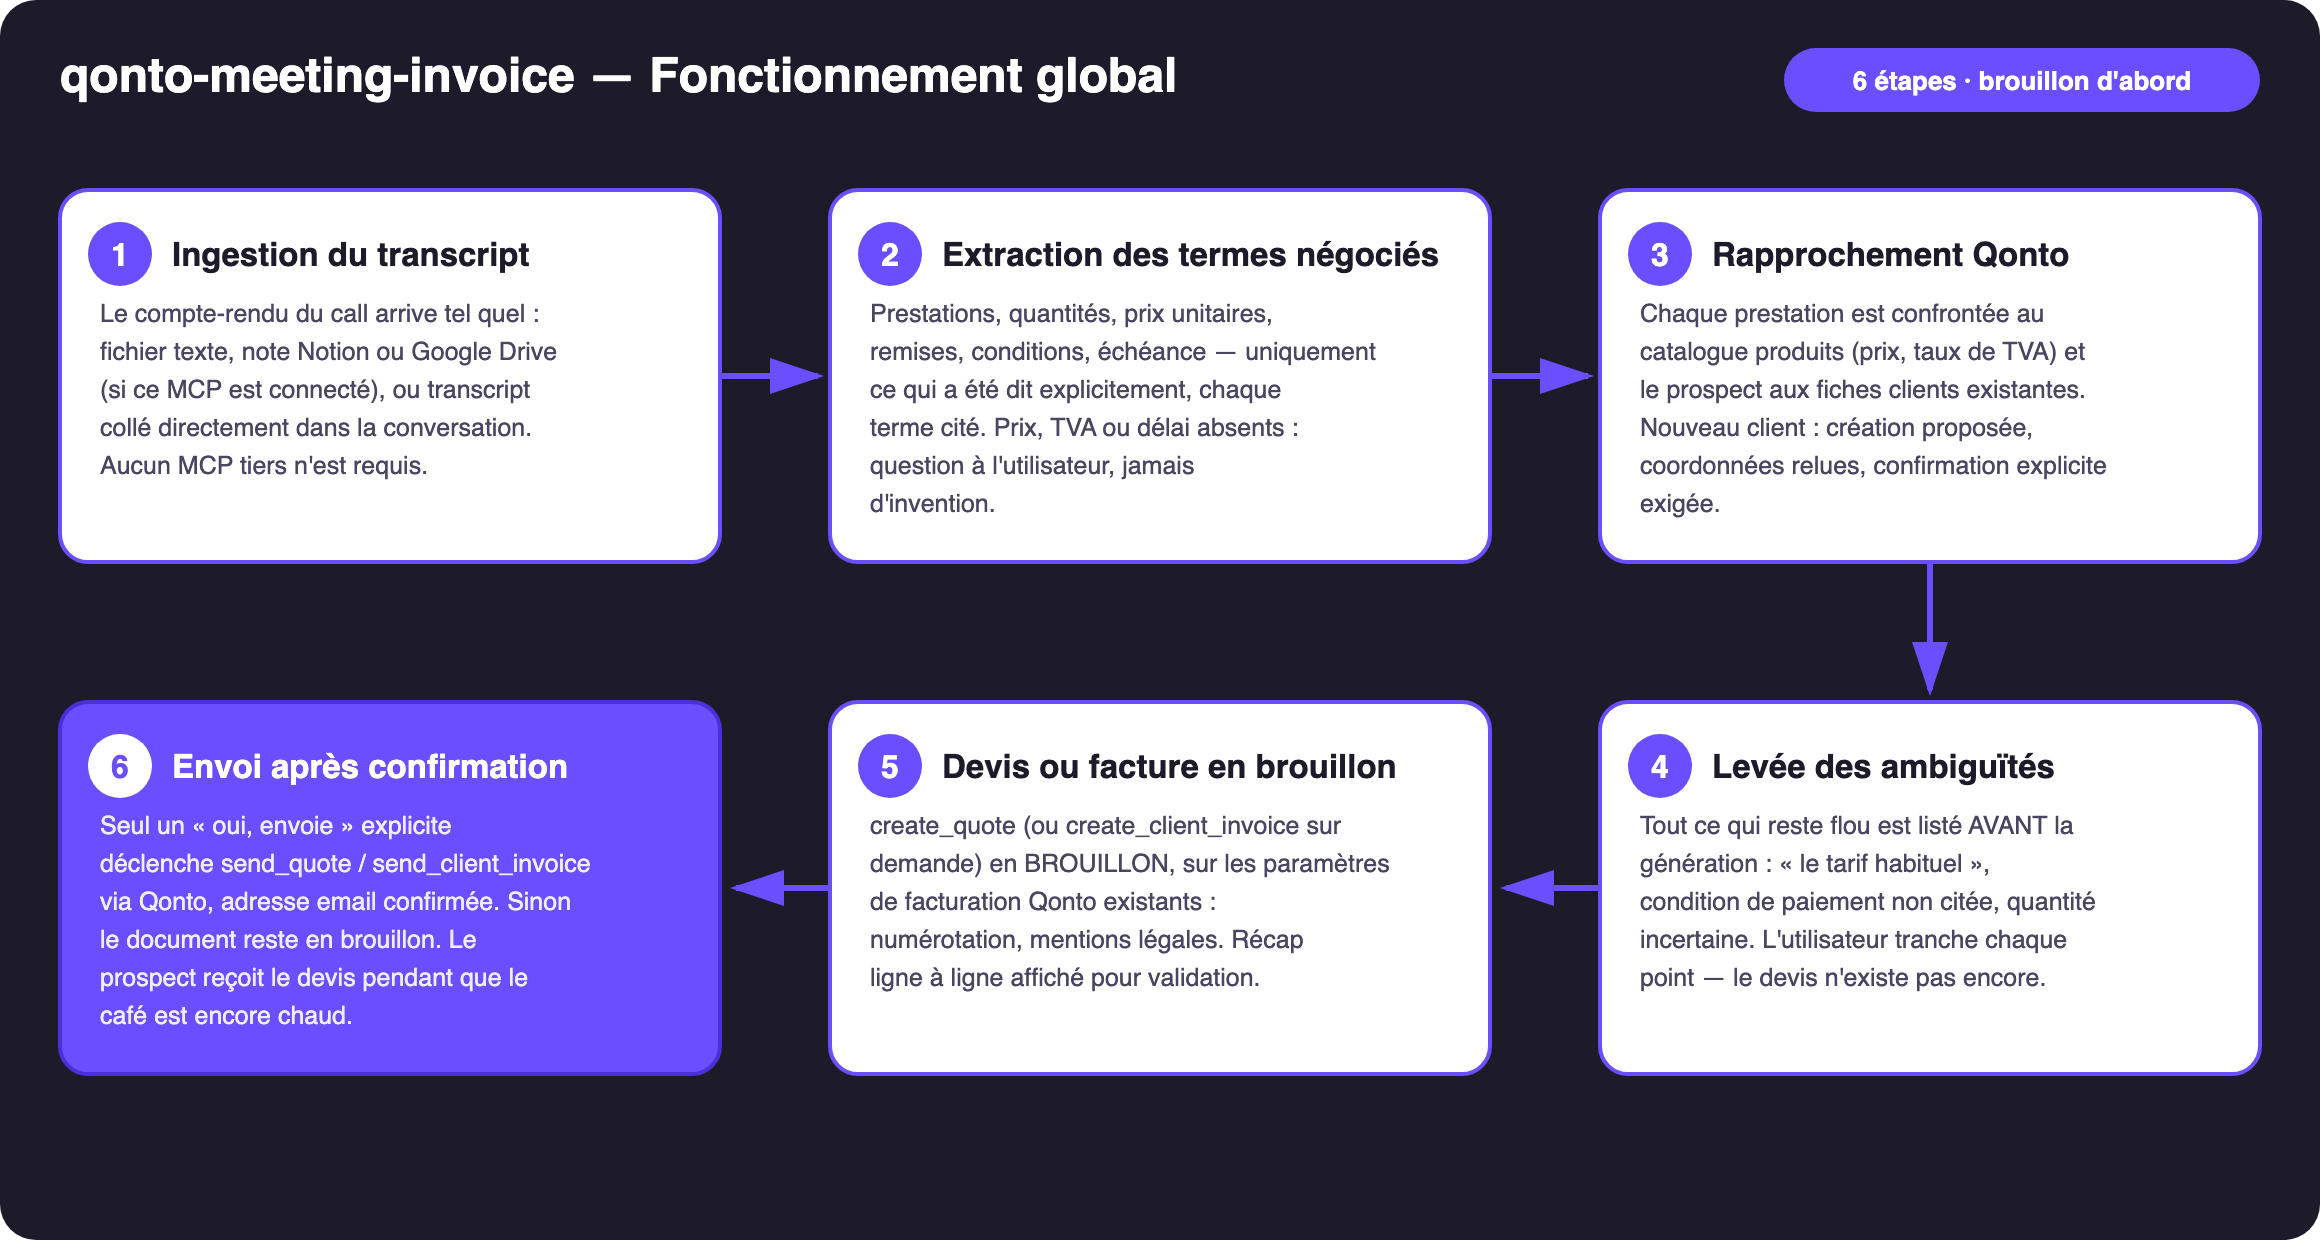 qonto-meeting-invoice — Fonctionnement global
6 étapes · brouillon d'abord
1
Ingestion du transcript
Le compte-rendu du call arrive tel quel :
fichier texte, note Notion ou Google Drive
(si ce MCP est connecté), ou transcript
collé directement dans la conversation.
Aucun MCP tiers n'est requis.
2
Extraction des termes négociés
Prestations, quantités, prix unitaires,
remises, conditions, échéance — uniquement
ce qui a été dit explicitement, chaque
terme cité. Prix, TVA ou délai absents :
question à l'utilisateur, jamais
d'invention.
3
Rapprochement Qonto
Chaque prestation est confrontée au
catalogue produits (prix, taux de TVA) et
le prospect aux fiches clients existantes.
Nouveau client : création proposée,
coordonnées relues, confirmation explicite
exigée.
4
Levée des ambiguïtés
Tout ce qui reste flou est listé AVANT la
génération : « le tarif habituel »,
condition de paiement non citée, quantité
incertaine. L'utilisateur tranche chaque
point — le devis n'existe pas encore.
5
Devis ou facture en brouillon
create_quote (ou create_client_invoice sur
demande) en BROUILLON, sur les paramètres
de facturation Qonto existants :
numérotation, mentions légales. Récap
ligne à ligne affiché pour validation.
6
Envoi après confirmation
Seul un « oui, envoie » explicite
déclenche send_quote / send_client_invoice
via Qonto, adresse email confirmée. Sinon
le document reste en brouillon. Le
prospect reçoit le devis pendant que le
café est encore chaud.